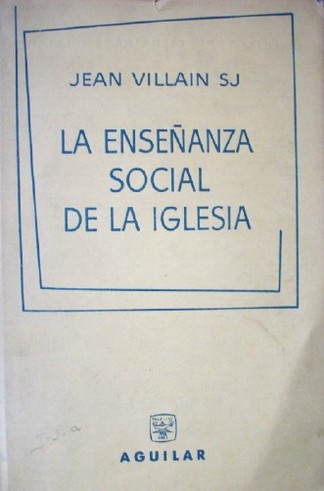 JEAN VILLAIN SJ
LA ENSEÑANZA
SOCIAL
DE LA IGLESIA
AGUILAR